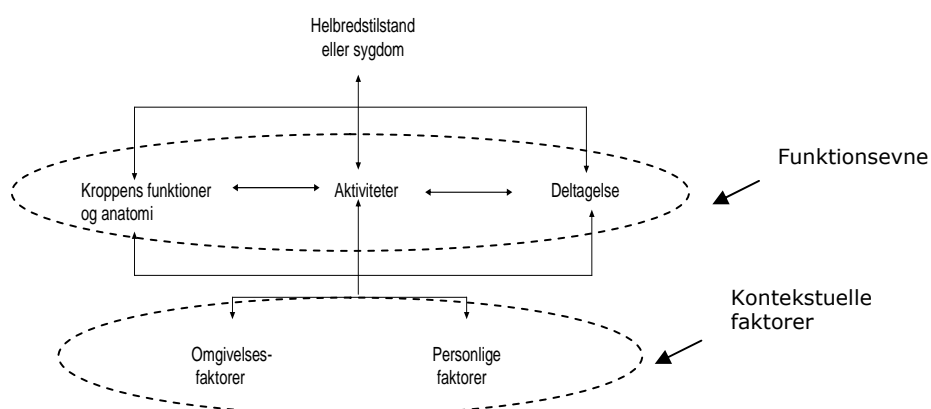 Helbredstilstand
eller sygdom
Funktionsevne
Kroppens funktioner
og anatomi
Aktiviteter
Deltagelse
Kontekstuelle
faktorer
Omgivelses-
faktorer
Personlige
faktorer